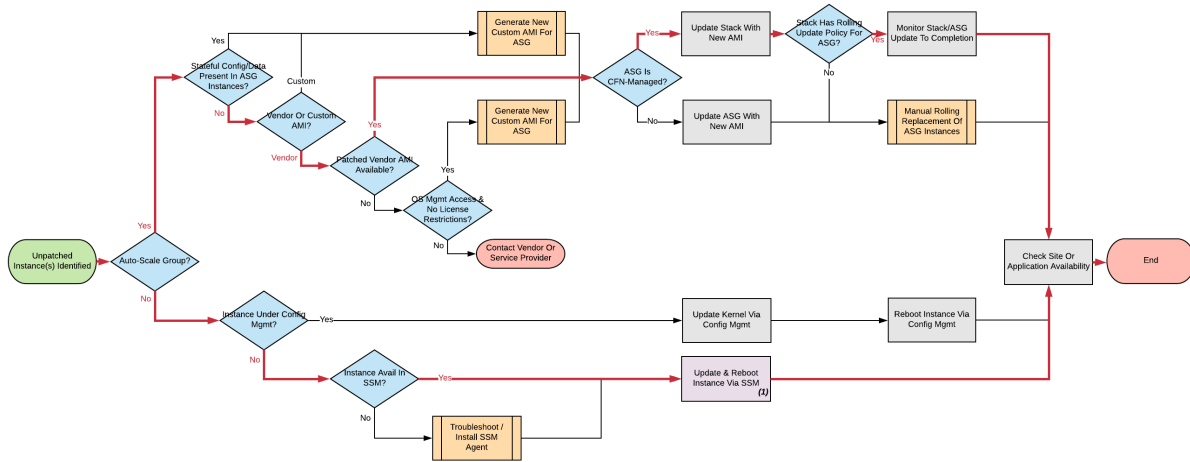 Unpatched
Instance(s) Identified
Auto-Scale Group?
Yes
No
Stateful Config/Data
Present In ASG
Instances?
Yes
No
Custom
Vendor Or Custom
AMI?
Vendor
Patched Vendor AMI
Available?
Yes
No
OS Mgmt Access &
No License
Restrictions?
Yes
No
Generate New
Custom AMI For
ASG
Generate New
Custom AMI For
ASG
Contact Vendor Or
Service Provider
ASG Is
CFN-Managed?
Yes
No
Update Stack With
New AMI
Update ASG With
New AMI
Stack Has Rolling
Update Policy For
ASG?
Yes
No
Monitor Stack/ASG
Update To Completion
Manual Rolling
Replacement Of
ASG Instances
Instance Under Config
Mgmt?
Yes
No
Update Kernel Via
Config Mgmt
Reboot Instance Via
Config Mgmt
Instance Avail In
SSM?
Yes
No
Troubleshoot /
Install SSM
Agent
Update & Reboot
Instance Via SSM
(1)
Check Site Or
Application Availability
End